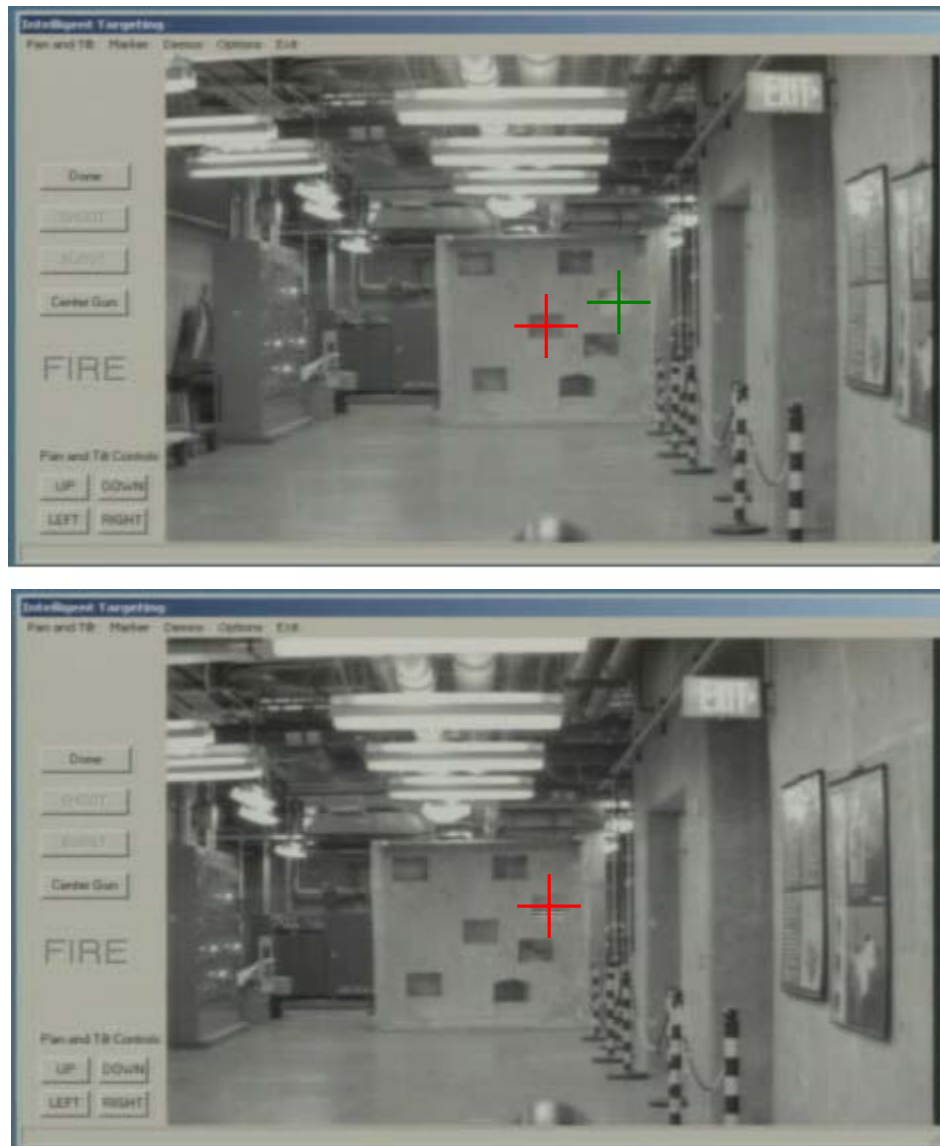 Intelligent Targeting
Pan and Tilt Marker Demos Options Exit
EXIT
Done
SHOOT
Center Gun
FIRE
Pan and Tilt Controls
UP DOWN
LEFT RIGHT
Intelligent Targeting
Pan and Tilt Marker Demos Options Exit
EXIT
Done
SHOOT
Center Gun
FIRE
Pan and Tilt Controls
UP DOWN
LEFT RIGHT